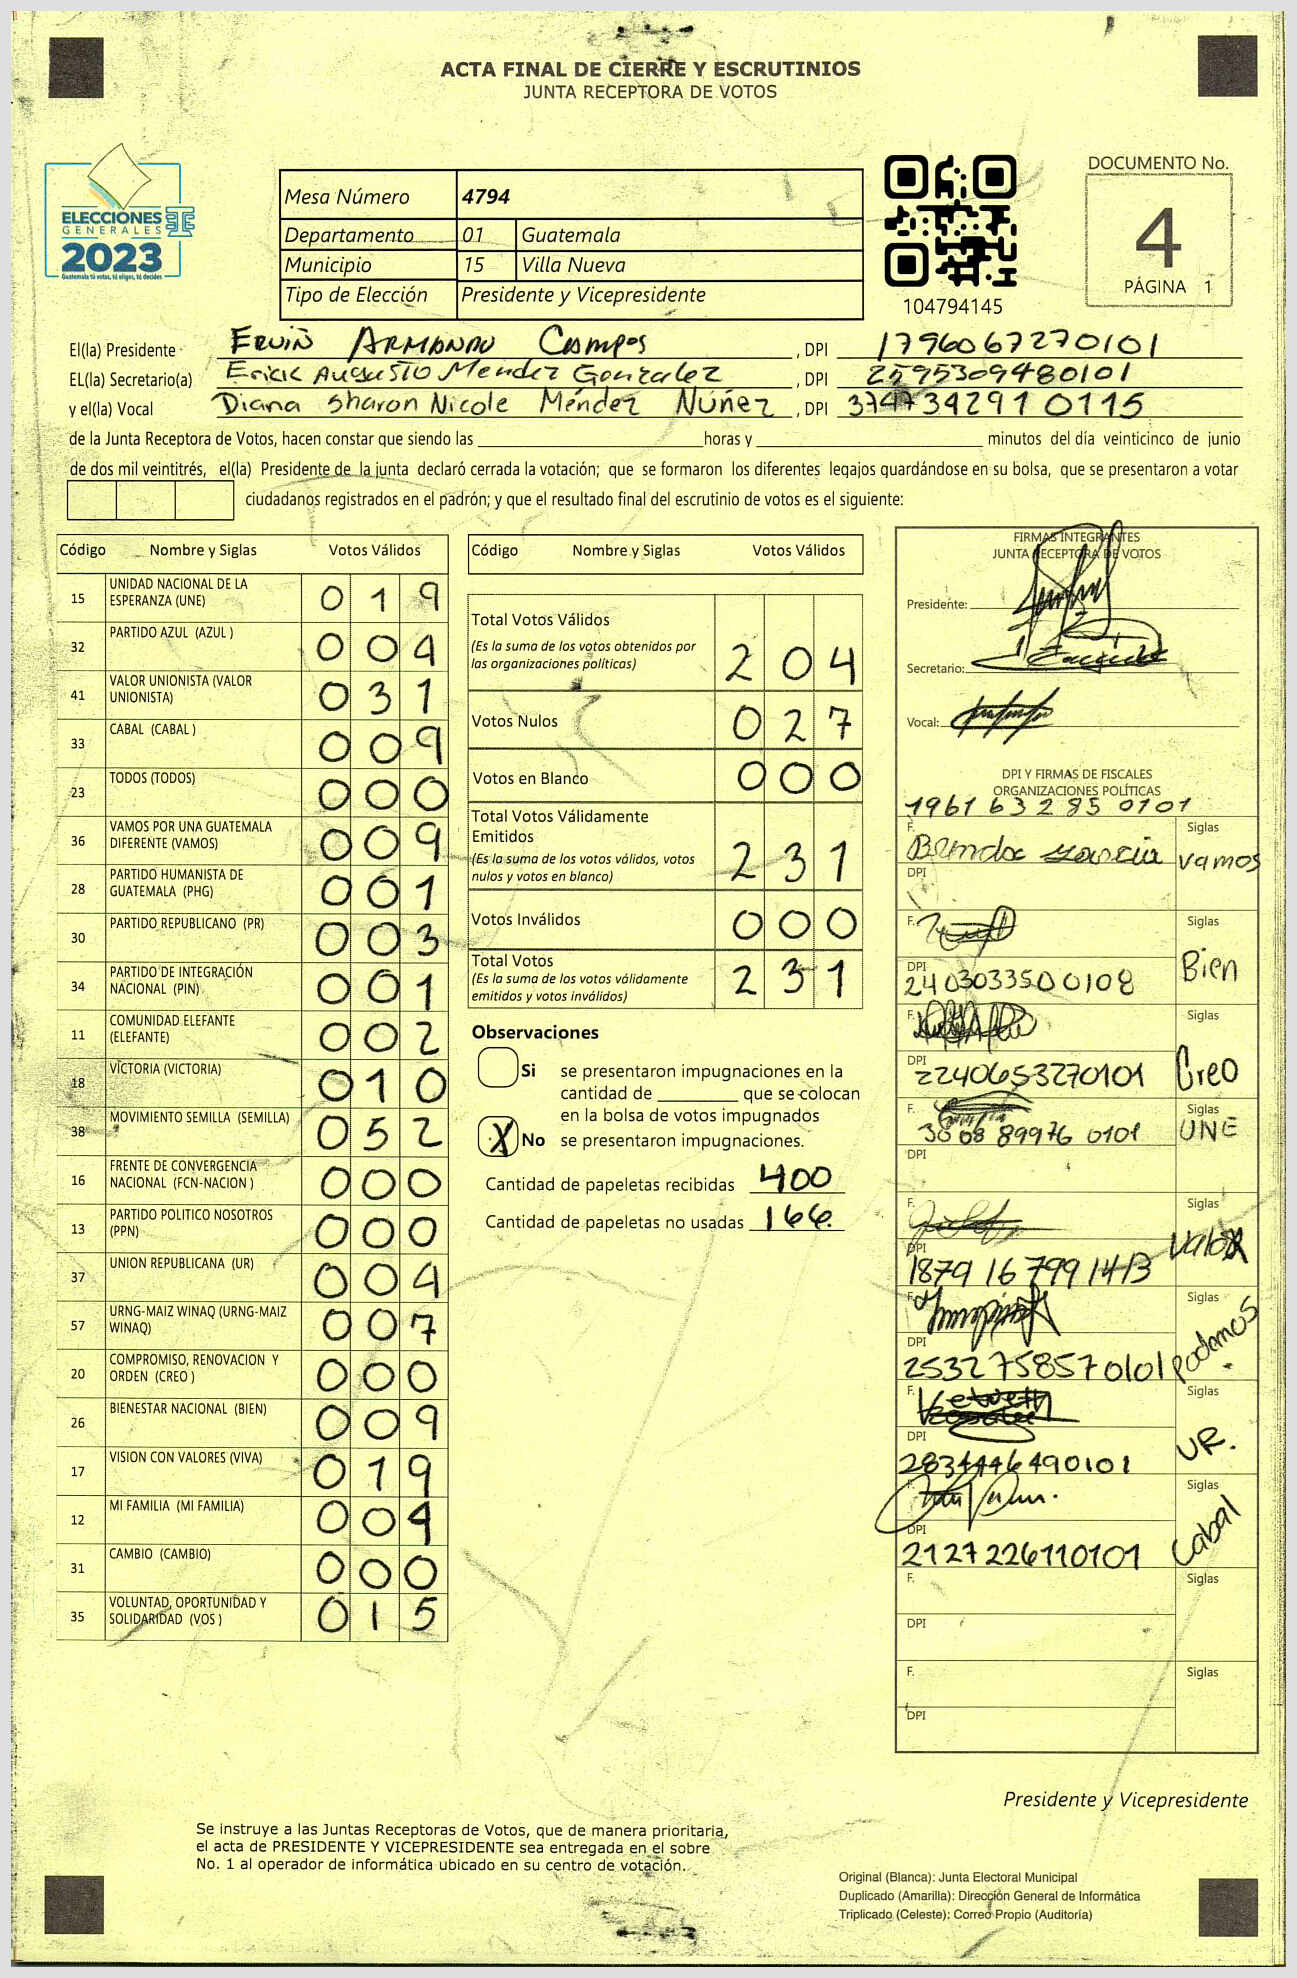 ACTA FINAL DE CIERRE Y ESCRUTINIOS
JUNTA RECEPTORA DE VOTOS
ELECCIONES
GENERALES
2023
Guatemala tú votas, tú eliges, tú decides
Mesa Número 4794
Departamento 01 Guatemala
Municipio 15 Villa Nueva
Tipo de Elección Presidente y Vicepresidente
104794145
DOCUMENTO No.
4
PÁGINA 1
El(la) Presidente Ervin Armando Campos , DPI 1796067270101
EL(la) Secretario(a) Erick Augusto Mendez Gonzalez , DPI 2595309480101
y el(la) Vocal Diana Sharon Nicole Méndez Núñez , DPI 3747342910115
de la Junta Receptora de Votos, hacen constar que siendo las horas y minutos del día veinticinco de junio
de dos mil veintitrés, el(la) Presidente de la junta declaró cerrada la votación; que se formaron los diferentes legajos guardándose en su bolsa, que se presentaron a votar
ciudadanos registrados en el padrón; y que el resultado final del escrutinio de votos es el siguiente:
Código Nombre y Siglas Votos Válidos
15 UNIDAD NACIONAL DE LA ESPERANZA (UNE) 019
32 PARTIDO AZUL (AZUL ) 004
41 VALOR UNIONISTA (VALOR UNIONISTA) 031
33 CABAL (CABAL ) 009
23 TODOS (TODOS) 000
36 VAMOS POR UNA GUATEMALA DIFERENTE (VAMOS) 009
28 PARTIDO HUMANISTA DE GUATEMALA (PHG) 001
30 PARTIDO REPUBLICANO (PR) 003
34 PARTIDO DE INTEGRACIÓN NACIONAL (PIN) 001
11 COMUNIDAD ELEFANTE (ELEFANTE) 002
18 VICTORIA (VICTORIA) 010
38 MOVIMIENTO SEMILLA (SEMILLA) 052
16 FRENTE DE CONVERGENCIA NACIONAL (FCN-NACION ) 000
13 PARTIDO POLITICO NOSOTROS (PPN) 000
37 UNION REPUBLICANA (UR) 004
57 URNG-MAIZ WINAQ (URNG-MAIZ WINAQ) 007
20 COMPROMISO, RENOVACION Y ORDEN (CREO ) 000
26 BIENESTAR NACIONAL (BIEN) 009
17 VISION CON VALORES (VIVA) 019
12 MI FAMILIA (MI FAMILIA) 009
31 CAMBIO (CAMBIO) 000
35 VOLUNTAD, OPORTUNIDAD Y SOLIDARIDAD (VOS ) 015
Código Nombre y Siglas Votos Válidos
Total Votos Válidos
(Es la suma de los votos obtenidos por
las organizaciones políticas) 204
Votos Nulos 027
Votos en Blanco 000
Total Votos Válidamente
Emitidos
(Es la suma de los votos válidos, votos
nulos y votos en blanco) 231
Votos Inválidos 000
Total Votos
(Es la suma de los votos válidamente
emitidos y votos inválidos) 231
Observaciones
Si se presentaron impugnaciones en la
cantidad de que se colocan
en la bolsa de votos impugnados
X No se presentaron impugnaciones.
Cantidad de papeletas recibidas 400
Cantidad de papeletas no usadas 166.
FIRMAS INTEGRANTES
JUNTA RECEPTORA DE VOTOS
Presidente:
Secretario:
Vocal:
DPI Y FIRMAS DE FISCALES
ORGANIZACIONES POLÍTICAS
1961 63285 0101
F. Brenda Garcia Siglas Vamos
DPI
F. Siglas Bien
DPI 2403033500108
F. Siglas Creo
DPI 2240653270101
F. Siglas UNE
3008 89976 0101
DPI
F. Siglas Valor
DPI 1879 16799 1413
F. Siglas Podemos
DPI 2532758570101
F. Siglas UR.
DPI 2834446490101
F. Siglas Cabal
DPI 2127226110101
F. Siglas
DPI
F. Siglas
DPI
Presidente y Vicepresidente
Se instruye a las Juntas Receptoras de Votos, que de manera prioritaria,
el acta de PRESIDENTE Y VICEPRESIDENTE sea entregada en el sobre
No. 1 al operador de informática ubicado en su centro de votación.
Original (Blanca): Junta Electoral Municipal
Duplicado (Amarilla): Dirección General de Informática
Triplicado (Celeste): Correo Propio (Auditoría)